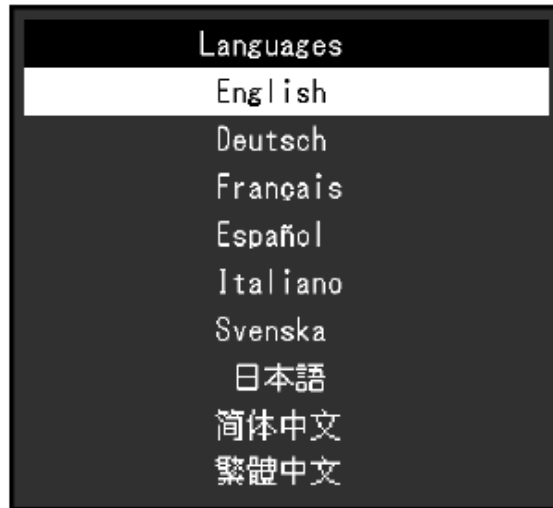 Languages
English
Deutsch
Français
Español
Italiano
Svenska
日本語
简体中文
繁體中文